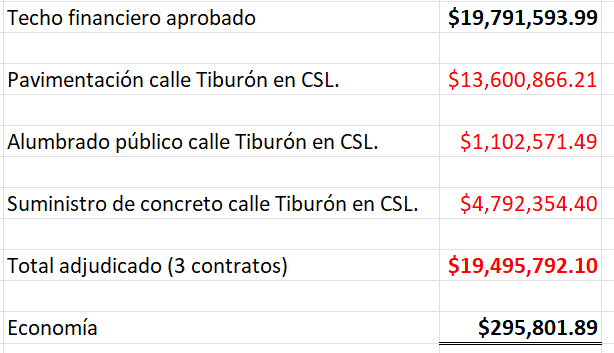 Techo financiero aprobado $19,791,593.99
Pavimentación calle Tiburón en CSL. $13,600,866.21
Alumbrado público calle Tiburón en CSL. $1,102,571.49
Suministro de concreto calle Tiburón en CSL. $4,792,354.40
Total adjudicado (3 contratos) $19,495,792.10
Economía $295,801.89